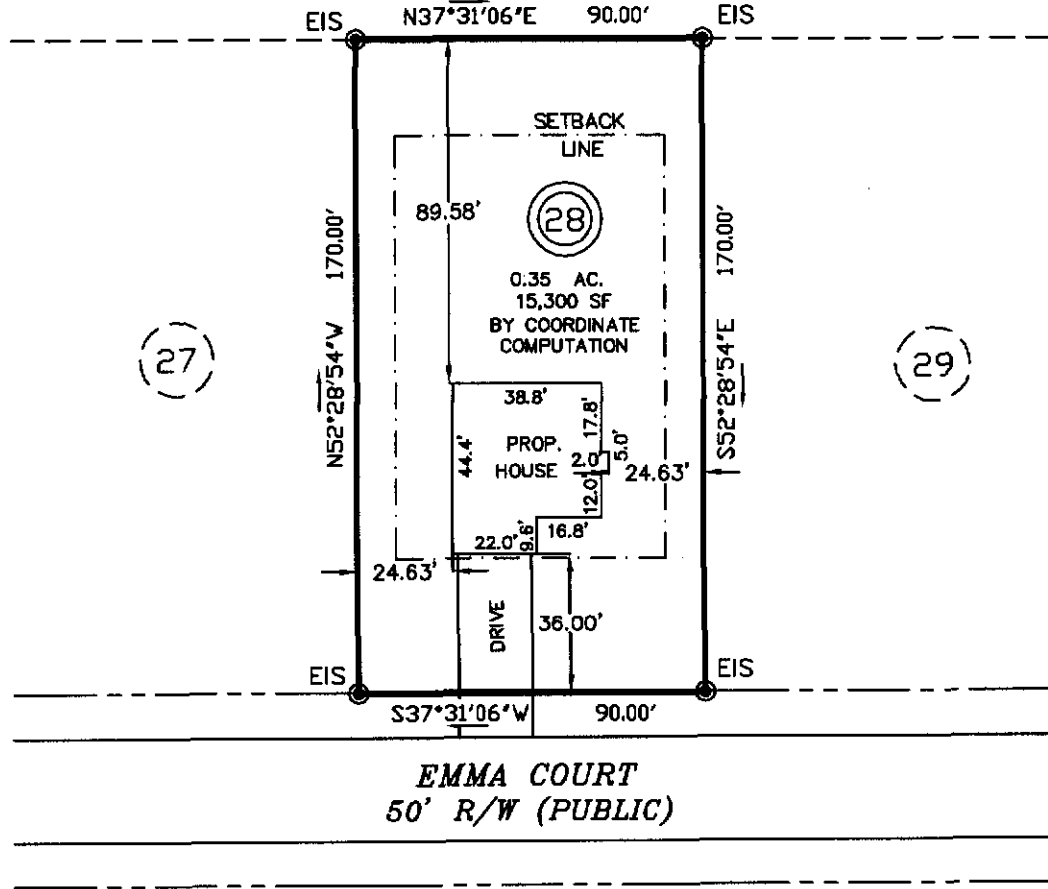 N37°31'06"E 90.00'
EIS
EIS
SETBACK
LINE
89.58'
28
0.35 AC.
15,300 SF
BY COORDINATE
COMPUTATION
N52°28'54"W 170.00'
S52°28'54"E 170.00'
27
29
38.8'
17.8'
44.4'
PROP.
HOUSE
2.0'
5.0'
24.63'
12.0'
16.8'
9.6'
22.0'
24.63'
DRIVE
36.00'
EIS
EIS
S37°31'06"W 90.00'
EMMA COURT
50' R/W (PUBLIC)